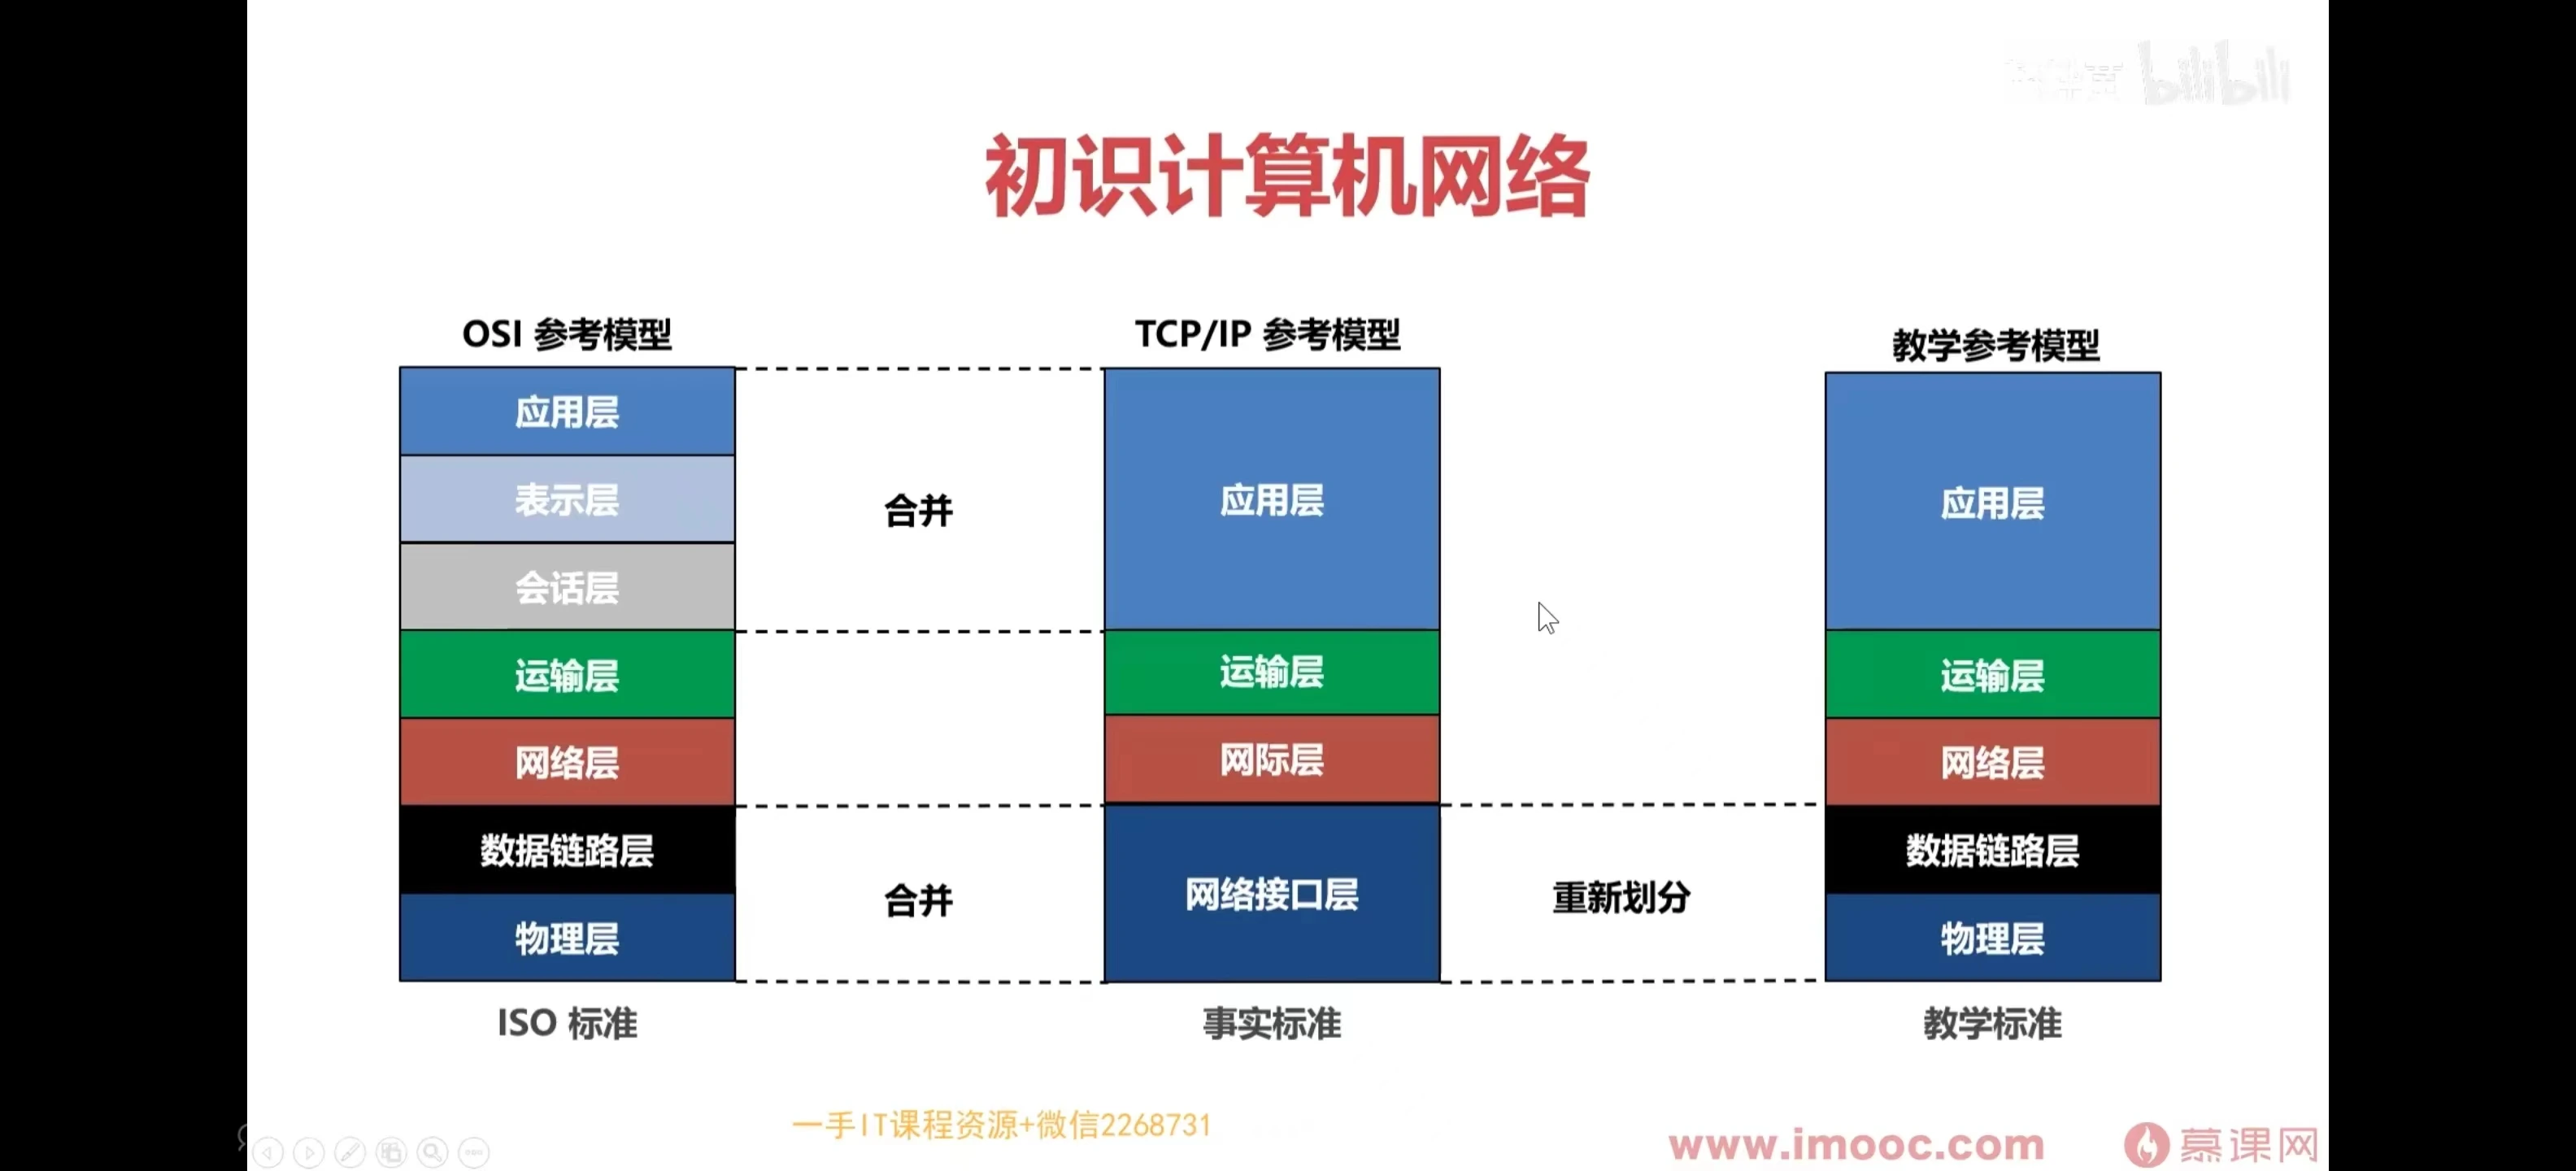 bilibili
初识计算机网络
OSI 参考模型
应用层
表示层
会话层
运输层
网络层
数据链路层
物理层
ISO 标准
合并
合并
TCP/IP 参考模型
应用层
运输层
网际层
网络接口层
事实标准
重新划分
教学参考模型
应用层
运输层
网络层
数据链路层
物理层
教学标准
一手IT课程资源+微信2268731
www.imooc.com
慕课网